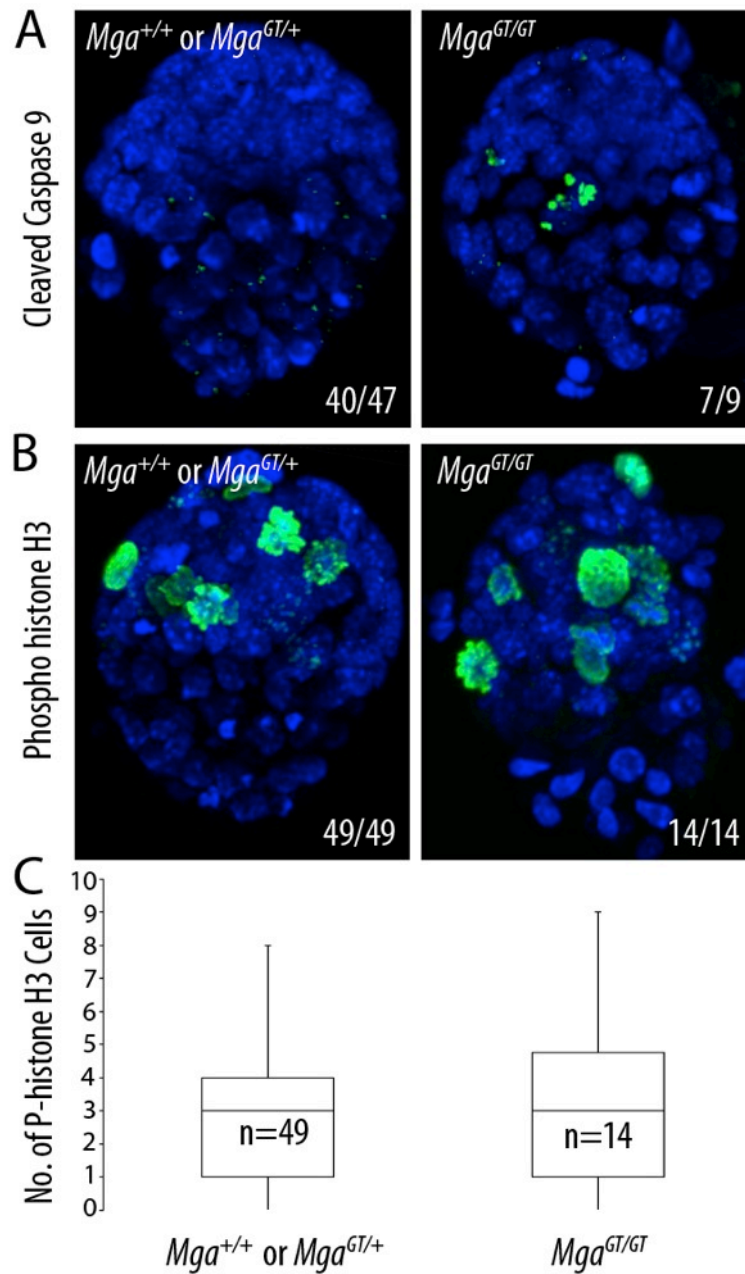 A
Mga+/+ or MgaGT/+
MgaGT/GT
Cleaved Caspase 9
40/47
7/9
B
Mga+/+ or MgaGT/+
MgaGT/GT
Phospho histone H3
49/49
14/14
C
No. of P-histone H3 Cells
10
9
8
7
6
5
4
3
2
1
0
n=49
n=14
Mga+/+ or MgaGT/+
MgaGT/GT